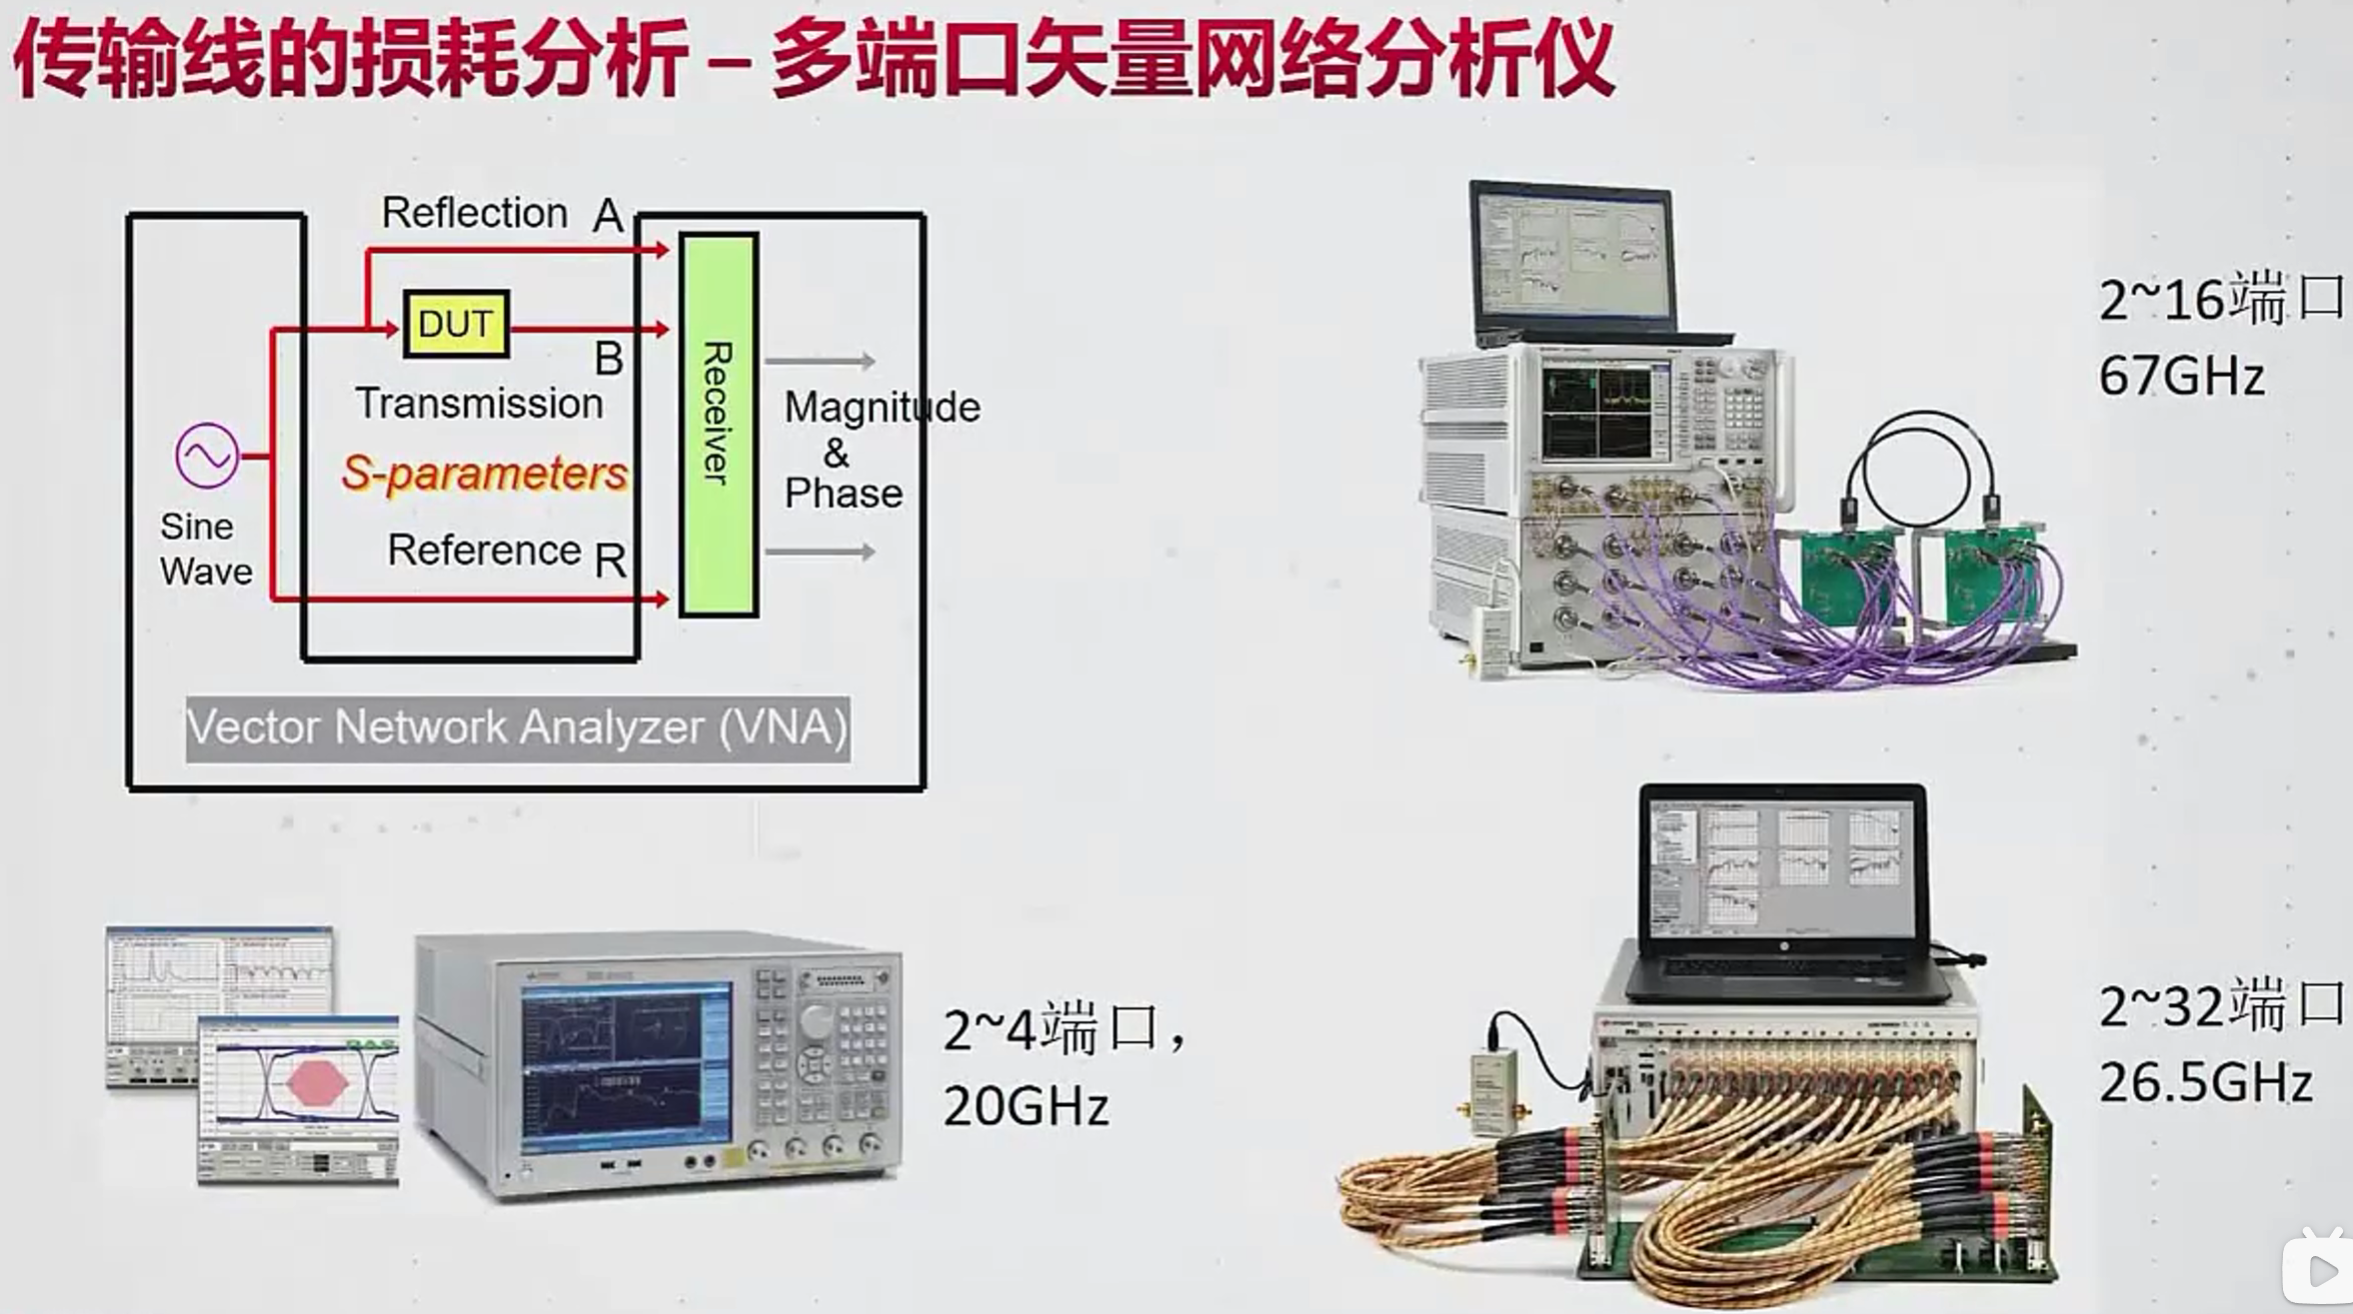 传输线的损耗分析 – 多端口矢量网络分析仪
Reflection A
DUT
B
Transmission
S-parameters
Reference R
Sine
Wave
Receiver
Magnitude
&
Phase
Vector Network Analyzer (VNA)
2~16端口
67GHz
2~4端口,
20GHz
2~32端口
26.5GHz